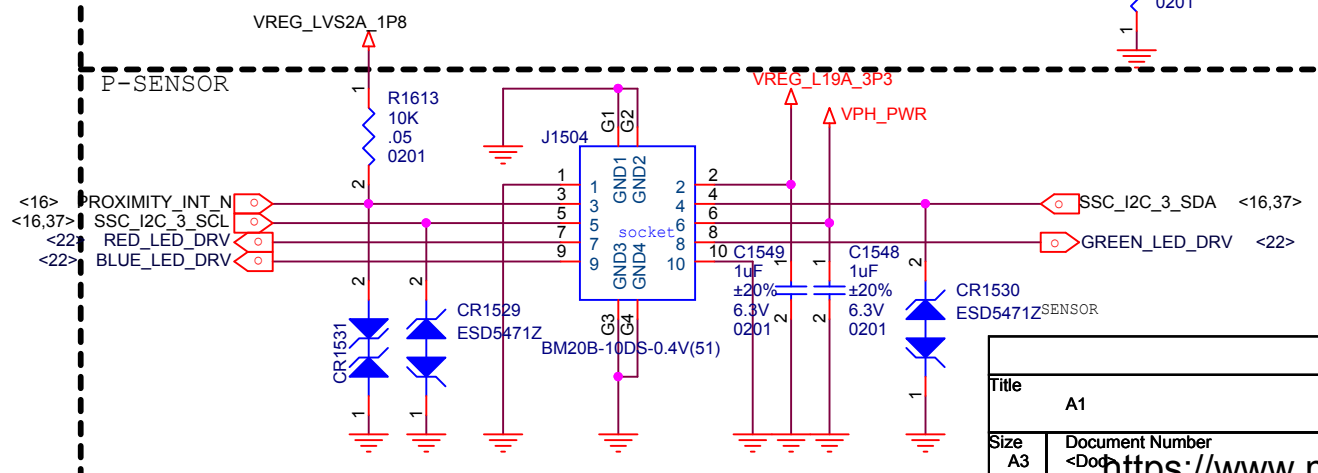 0201
1
VREG_LVS2A_1P8
P-SENSOR
VREG_L19A_3P3
VPH_PWR
1
R1613
10K
.05
0201
2
G1
G2
J1504
GND1
GND2
1 1 2 2
<16> PROXIMITY_INT_N 3 3 4 4 SSC_I2C_3_SDA <16,37>
<16,37> SSC_I2C_3_SCL 5 5 6 6
<22> RED_LED_DRV 7 7 socket 8 8 GREEN_LED_DRV <22>
<22> BLUE_LED_DRV 9 9 10 10
GND3
GND4
G3
G4
BM20B-10DS-0.4V(51)
C1549
1uF
±20%
6.3V
0201
1
2
C1548
1uF
±20%
6.3V
0201
1
2
2
CR1531
1
2
CR1529
ESD5471Z
1
2
CR1530
ESD5471Z
1
SENSOR
Title
A1
Size
A3
Document Number
<Doc
https://www.